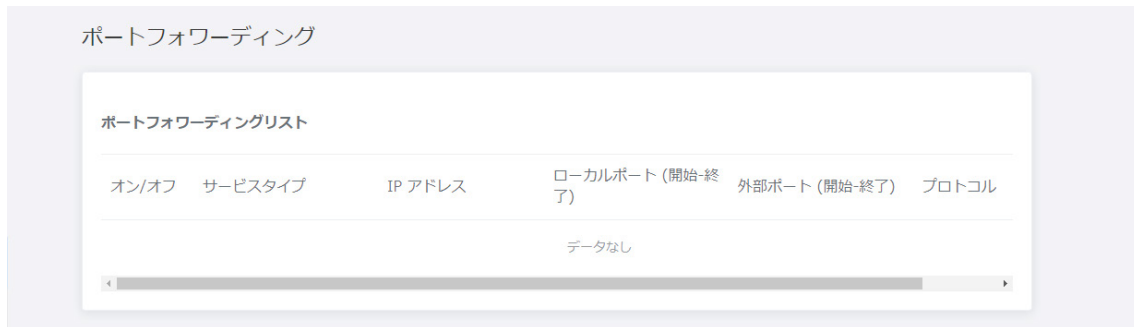 ポートフォワーディング
ポートフォワーディングリスト
オン/オフ サービスタイプ IP アドレス ローカルポート (開始-終 外部ポート (開始-終了) プロトコル
了)
データなし